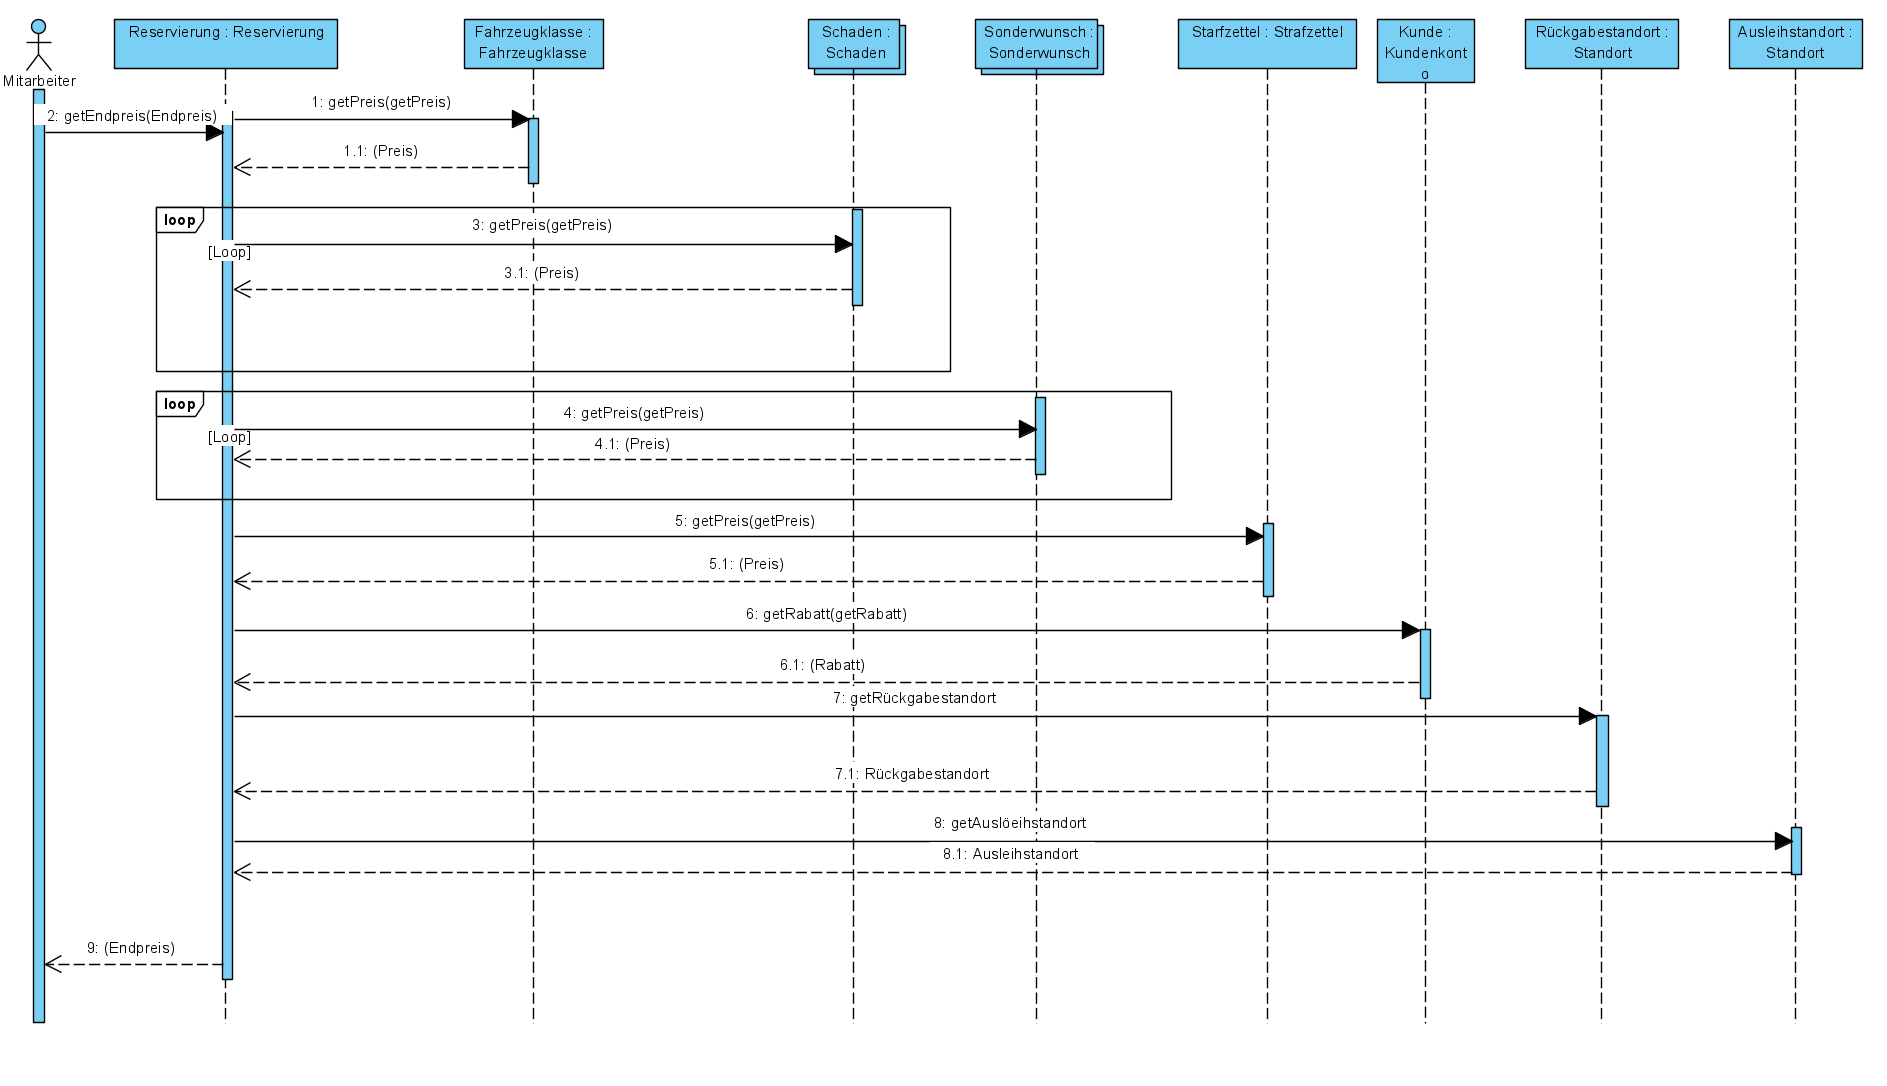 Mitarbeiter
Reservierung : Reservierung
Fahrzeugklasse :
Fahrzeugklasse
Schaden :
Schaden
Sonderwunsch :
Sonderwunsch
Starfzettel : Strafzettel
Kunde :
Kundenkont
o
Rückgabestandort :
Standort
Ausleihstandort :
Standort
1: getPreis(getPreis)
2: getEndpreis(Endpreis)
1.1: (Preis)
loop
3: getPreis(getPreis)
[Loop]
3.1: (Preis)
loop
4: getPreis(getPreis)
[Loop]
4.1: (Preis)
5: getPreis(getPreis)
5.1: (Preis)
6: getRabatt(getRabatt)
6.1: (Rabatt)
7: getRückgabestandort
7.1: Rückgabestandort
8: getAuslöeihstandort
8.1: Ausleihstandort
9: (Endpreis)